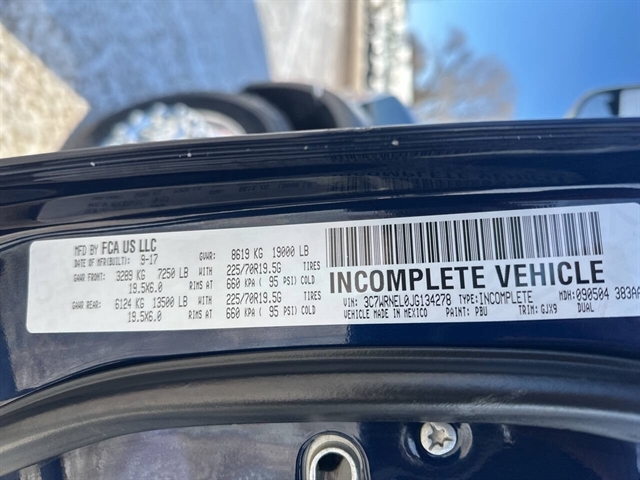 MFD BY FCA US LLC
DATE OF MFR(BUILT): 9-17 GVWR: 8619 KG 19000 LB
GAWR FRONT: 3289 KG 7250 LB WITH 225/70R19.5G TIRES
19.5X6.0 RIMS AT 660 KPA ( 95 PSI) COLD
GAWR REAR: 6124 KG 13500 LB WITH 225/70R19.5G TIRES
19.5X6.0 RIMS AT 660 KPA ( 95 PSI) COLD
INCOMPLETE VEHICLE
VIN: 3C7WRNEL0JG134278 TYPE: INCOMPLETE MDH: 090504 383AA
VEHICLE MADE IN MEXICO PAINT: PBU TRIM: GJX9 DUAL